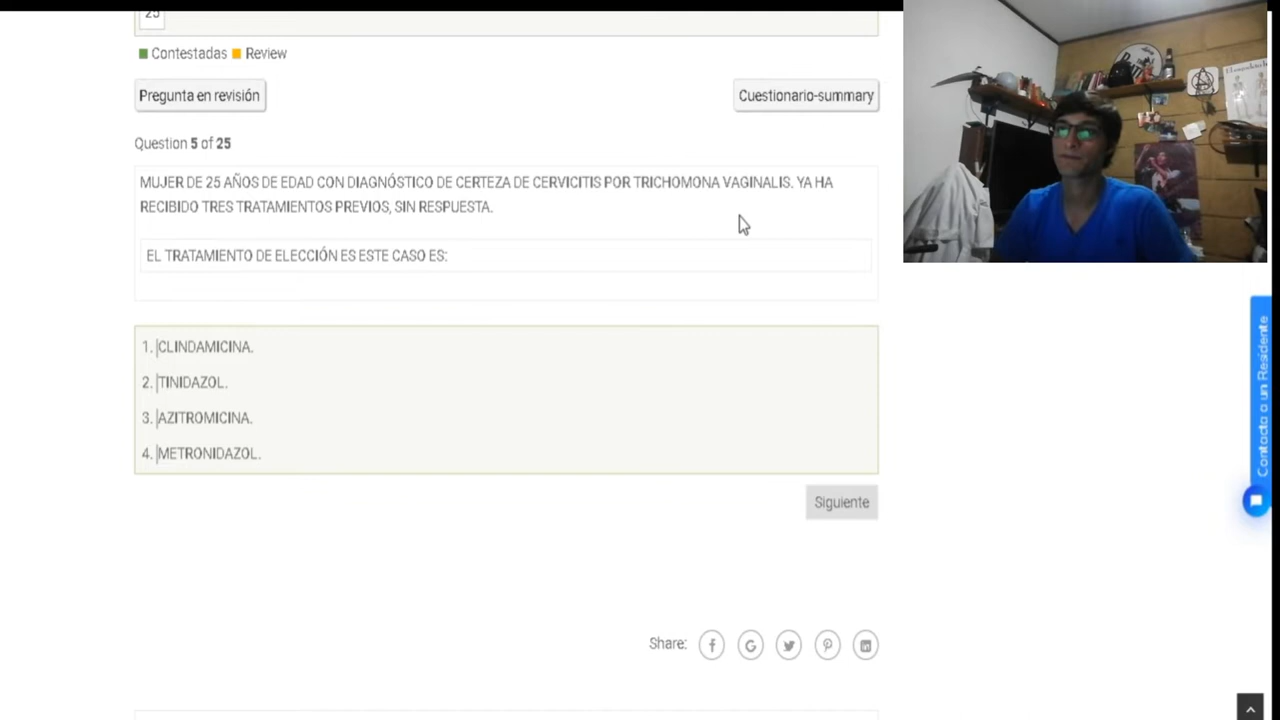 25
Contestadas Review
Pregunta en revisión
Cuestionario-summary
Question 5 of 25
MUJER DE 25 AÑOS DE EDAD CON DIAGNÓSTICO DE CERTEZA DE CERVICITIS POR TRICHOMONA VAGINALIS. YA HA
RECIBIDO TRES TRATAMIENTOS PREVIOS, SIN RESPUESTA.
EL TRATAMIENTO DE ELECCIÓN ES ESTE CASO ES:
1. CLINDAMICINA.
2. TINIDAZOL.
3. AZITROMICINA.
4. METRONIDAZOL.
Siguiente
Share:
Contacta a un Residente